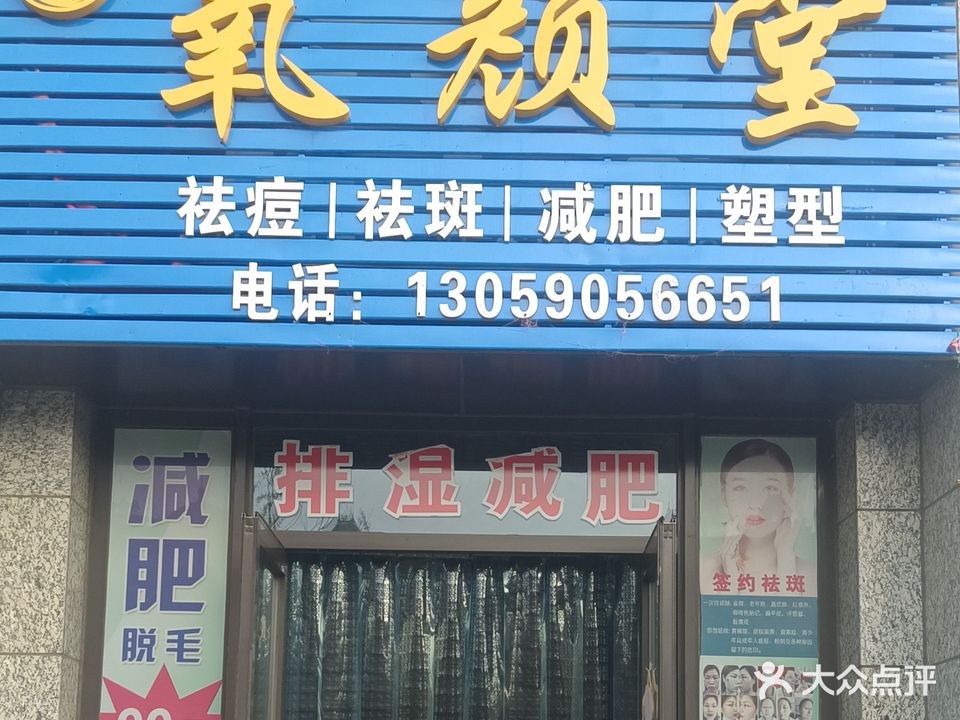 氧颜堂
祛痘|祛斑|减肥|塑型
电话：13059056651
排湿减肥
减肥
脱毛
签约祛斑
大众点评